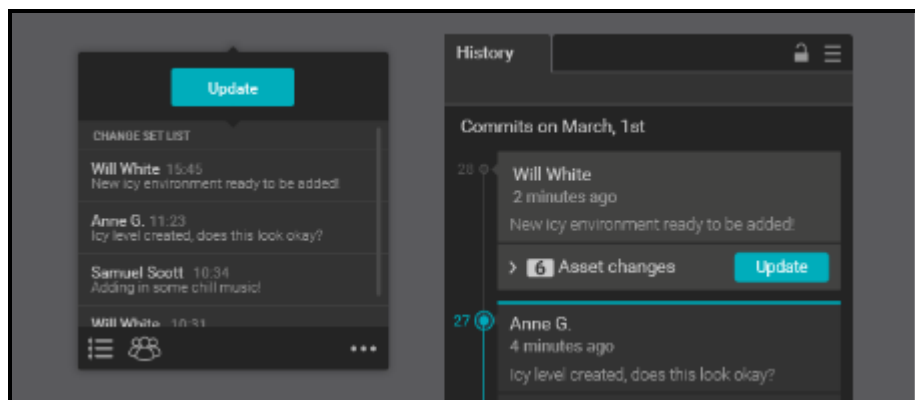 Update
CHANGE SET LIST
Will White 15:45
New icy environment ready to be added!
Anne G. 11:23
Icy level created, does this look okay?
Samuel Scott 10:34
Adding in some chill music!
Will White 10:31
History
Commits on March, 1st
28
Will White
2 minutes ago
New icy environment ready to be added!
> 6 Asset changes Update
27
Anne G.
4 minutes ago
Icy level created, does this look okay?